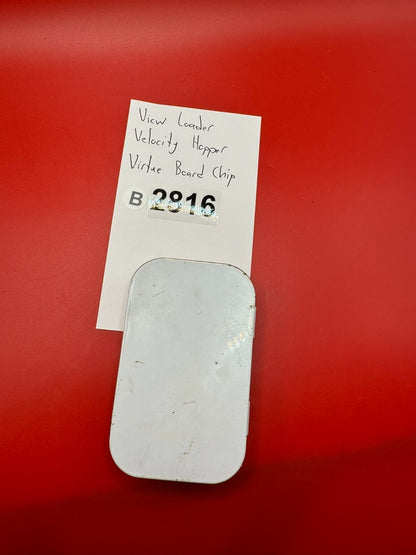 View Loader
Velocity Hopper
Virtue Board Chip
B 2816